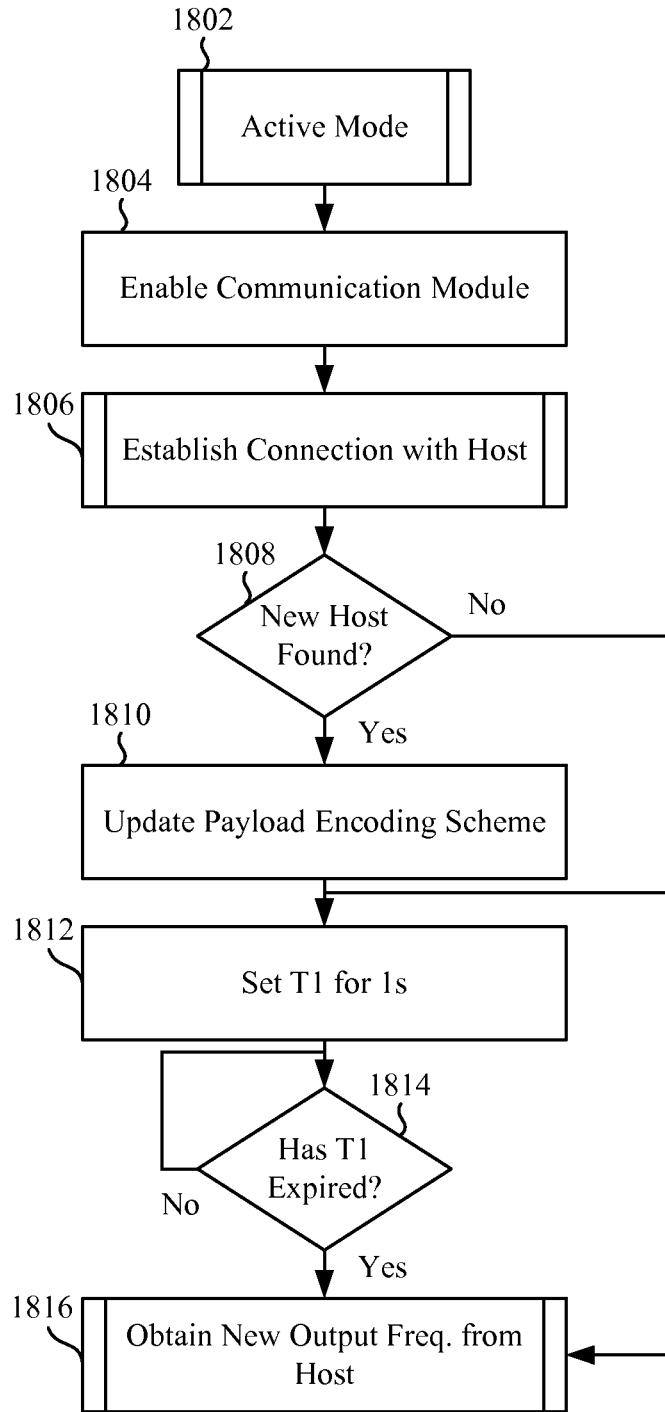 1802
Active Mode
1804
Enable Communication Module
1806
Establish Connection with Host
1808
New Host
Found?
No
Yes
1810
Update Payload Encoding Scheme
1812
Set T1 for 1s
1814
Has T1
Expired?
No
Yes
1816
Obtain New Output Freq. from
Host